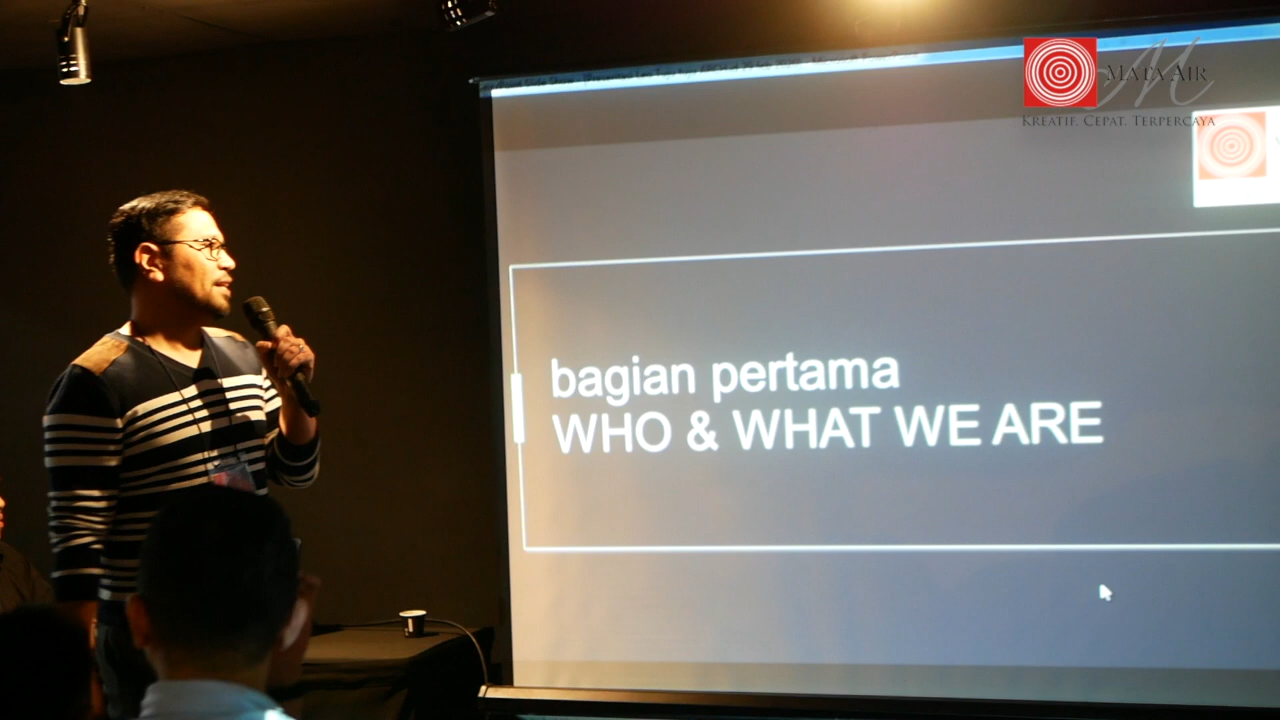 MATA AIR
KREATIF. CEPAT. TERPERCAYA
bagian pertama
WHO & WHAT WE ARE